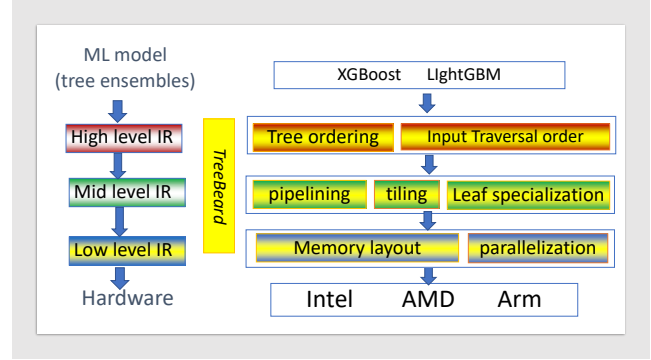 ML model
(tree ensembles)
High level IR
Mid level IR
Low level IR
Hardware
TreeBeard
XGBoost LIghtGBM
Tree ordering Input Traversal order
pipelining tiling Leaf specialization
Memory layout parallelization
Intel AMD Arm